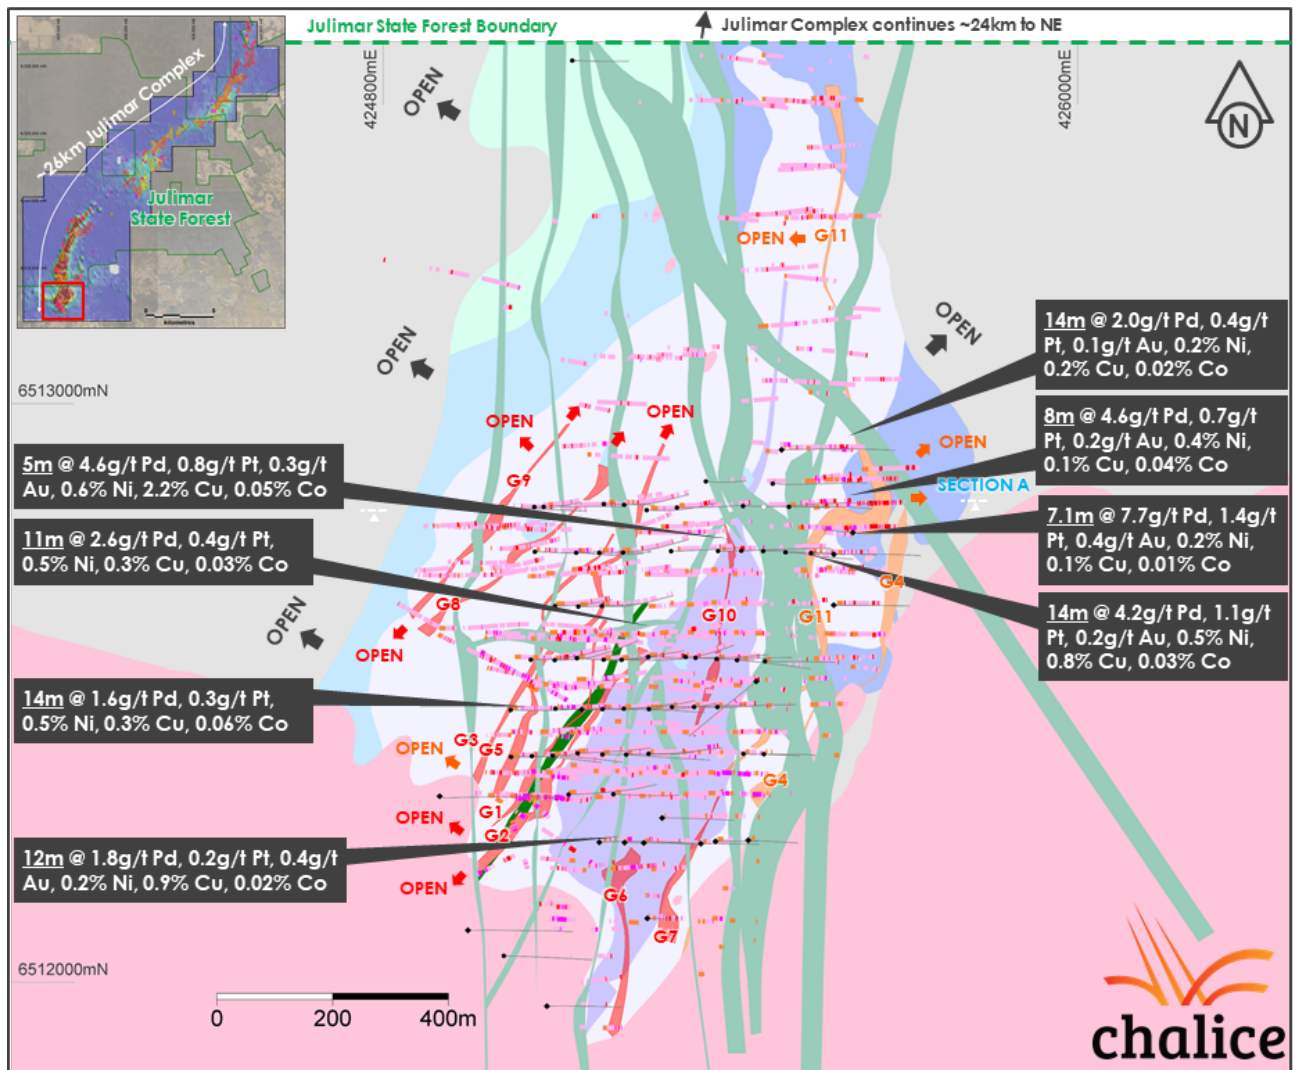 Julimar State Forest Boundary
Julimar Complex continues ~24km to NE
~26km Julimar Complex
Julimar
State Forest
kilometres
OPEN
424800mE
426000mE
N
OPEN G11
OPEN
OPEN
14m @ 2.0g/t Pd, 0.4g/t
Pt, 0.1g/t Au, 0.2% Ni,
0.2% Cu, 0.02% Co
6513000mN
8m @ 4.6g/t Pd, 0.7g/t
Pt, 0.2g/t Au, 0.4% Ni,
0.1% Cu, 0.04% Co
OPEN
OPEN
OPEN
5m @ 4.6g/t Pd, 0.8g/t Pt, 0.3g/t
Au, 0.6% Ni, 2.2% Cu, 0.05% Co
G9
SECTION A
7.1m @ 7.7g/t Pd, 1.4g/t
Pt, 0.4g/t Au, 0.2% Ni,
0.1% Cu, 0.01% Co
11m @ 2.6g/t Pd, 0.4g/t Pt,
0.5% Ni, 0.3% Cu, 0.03% Co
G4
14m @ 4.2g/t Pd, 1.1g/t
Pt, 0.2g/t Au, 0.5% Ni,
0.8% Cu, 0.03% Co
OPEN
G8
G10
G11
OPEN
14m @ 1.6g/t Pd, 0.3g/t Pt,
0.5% Ni, 0.3% Cu, 0.06% Co
OPEN
G3
G5
G4
OPEN
G1
G2
12m @ 1.8g/t Pd, 0.2g/t Pt, 0.4g/t
Au, 0.2% Ni, 0.9% Cu, 0.02% Co
OPEN
G6
G7
6512000mN
0 200 400m
chalice